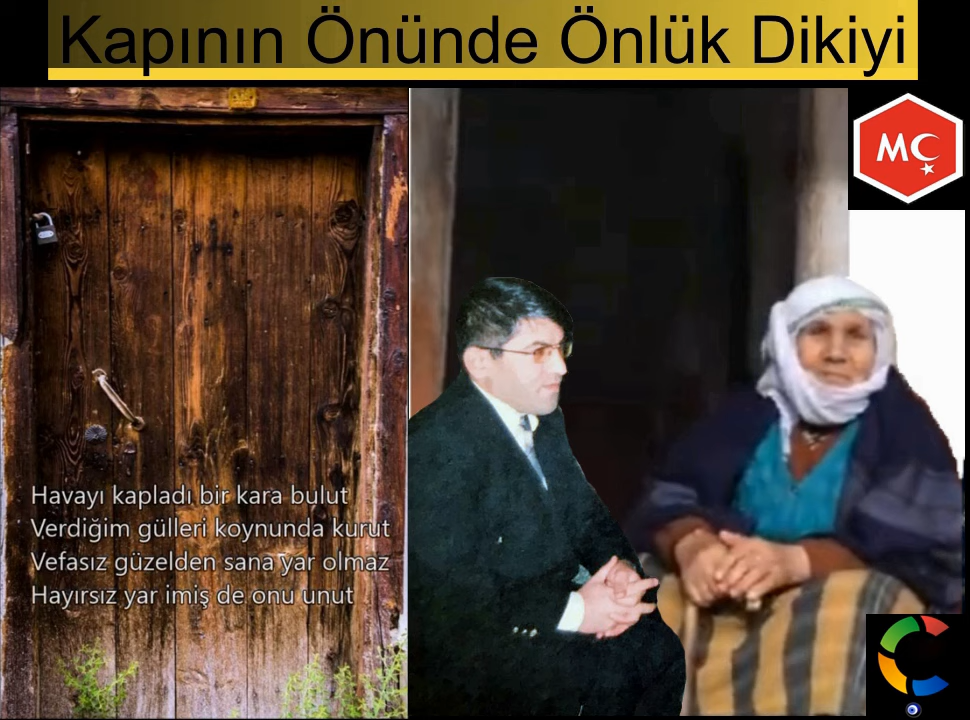 Kapının Önünde Önlük Dikiyi
MÇ
Havayı kapladı bir kara bulut
Verdiğim gülleri koynunda kurut
Vefasız güzelden sana yar olmaz
Hayırsız yar imiş de onu unut